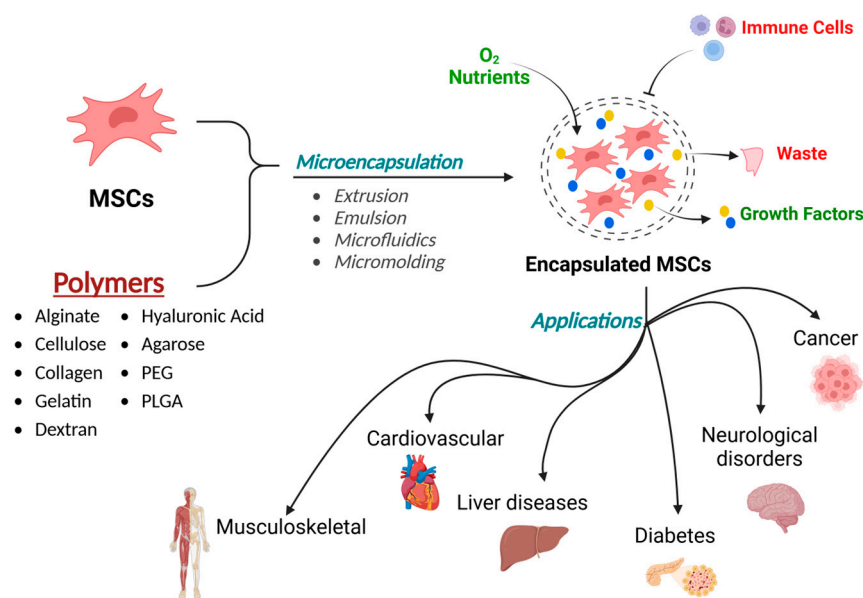 O₂
Nutrients
Immune Cells
MSCs
Microencapsulation
• Extrusion
• Emulsion
• Microfluidics
• Micromolding
Waste
Growth Factors
Encapsulated MSCs
Polymers
• Alginate
• Cellulose
• Collagen
• Gelatin
• Dextran
• Hyaluronic Acid
• Agarose
• PEG
• PLGA
Applications
Cancer
Cardiovascular
Neurological
disorders
Liver diseases
Musculoskeletal
Diabetes